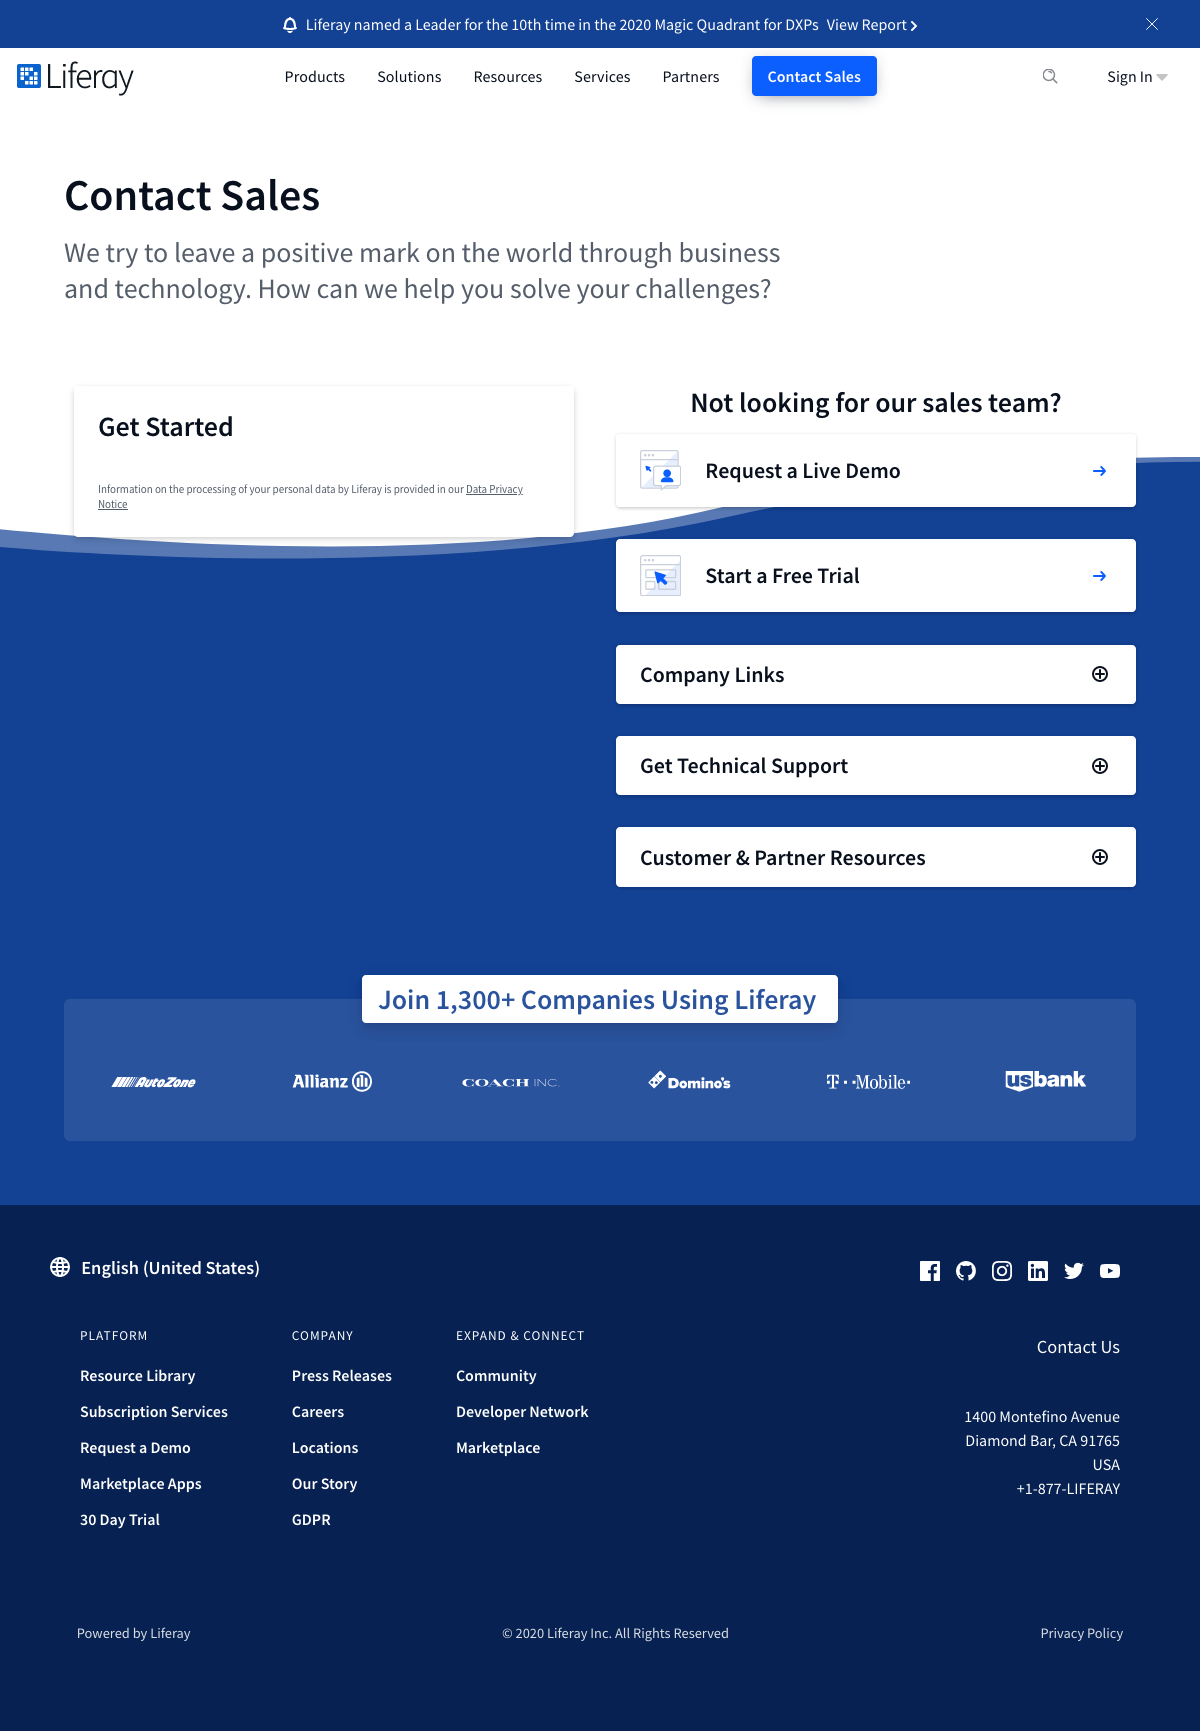 Liferay named a Leader for the 10th time in the 2020 Magic Quadrant for DXPs View Report
Liferay
Products Solutions Resources Services Partners Contact Sales Sign In
Contact Sales
We try to leave a positive mark on the world through business
and technology. How can we help you solve your challenges?
Get Started
Information on the processing of your personal data by Liferay is provided in our Data Privacy
Notice
Not looking for our sales team?
Request a Live Demo
Start a Free Trial
Company Links
Get Technical Support
Customer & Partner Resources
Join 1,300+ Companies Using Liferay
AutoZone Allianz COACH INC. Domino's T··Mobile· usbank
English (United States)
PLATFORM
Resource Library
Subscription Services
Request a Demo
Marketplace Apps
30 Day Trial
COMPANY
Press Releases
Careers
Locations
Our Story
GDPR
EXPAND & CONNECT
Community
Developer Network
Marketplace
Contact Us
1400 Montefino Avenue
Diamond Bar, CA 91765
USA
+1-877-LIFERAY
Powered by Liferay
© 2020 Liferay Inc. All Rights Reserved
Privacy Policy